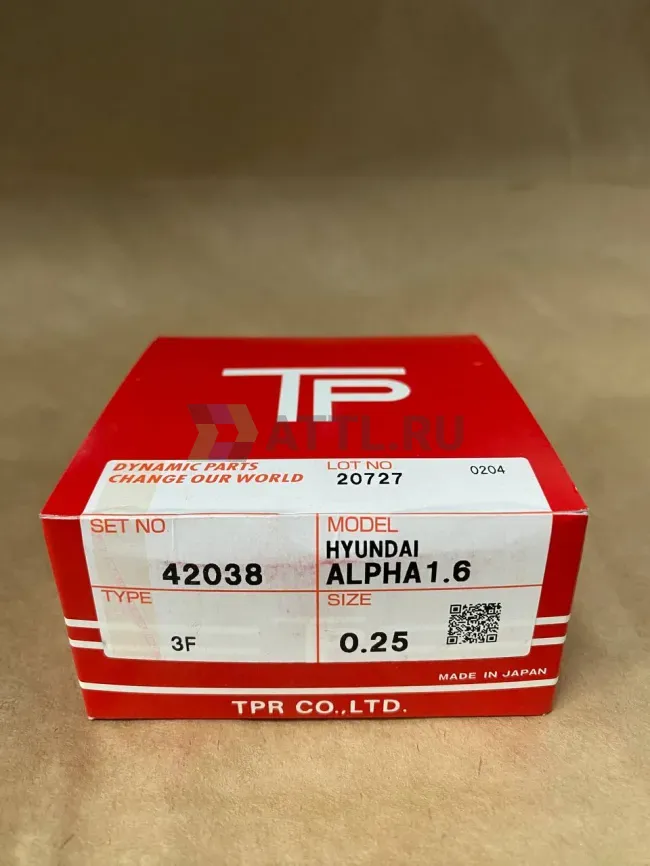 TP
ATTL.RU
DYNAMIC PARTS
CHANGE OUR WORLD
LOT NO
20727
0204
SET NO
42038
MODEL
HYUNDAI
ALPHA1.6
TYPE
3F
SIZE
0.25
MADE IN JAPAN
TPR CO.,LTD.